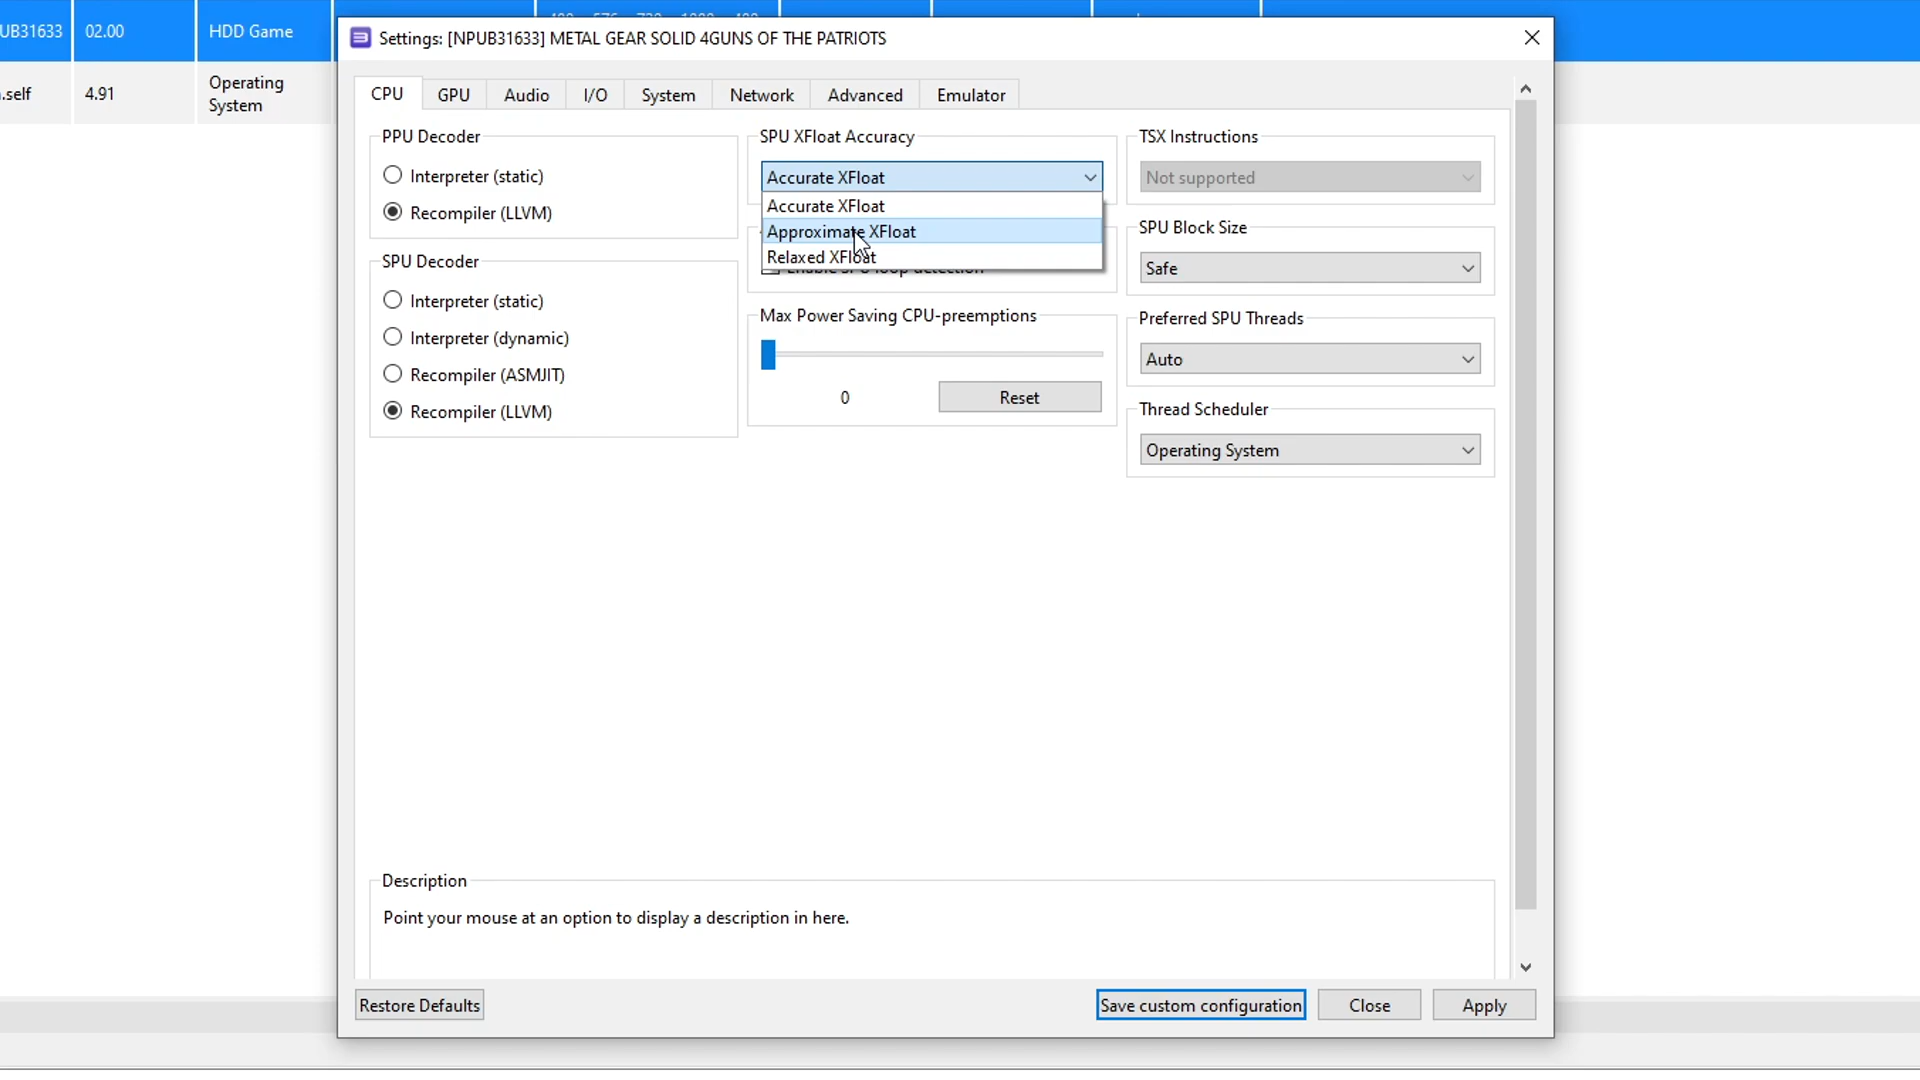 UB31633 02.00 HDD Game
.self 4.91 Operating
System
Settings: [NPUB31633] METAL GEAR SOLID 4GUNS OF THE PATRIOTS
CPU GPU Audio I/O System Network Advanced Emulator
PPU Decoder
Interpreter (static)
Recompiler (LLVM)
SPU Decoder
Interpreter (static)
Interpreter (dynamic)
Recompiler (ASMJIT)
Recompiler (LLVM)
SPU XFloat Accuracy
Accurate XFloat
Accurate XFloat
Approximate XFloat
Relaxed XFloat
Enable SPU loop detection
Max Power Saving CPU-preemptions
0 Reset
TSX Instructions
Not supported
SPU Block Size
Safe
Preferred SPU Threads
Auto
Thread Scheduler
Operating System
Description
Point your mouse at an option to display a description in here.
Restore Defaults Save custom configuration Close Apply